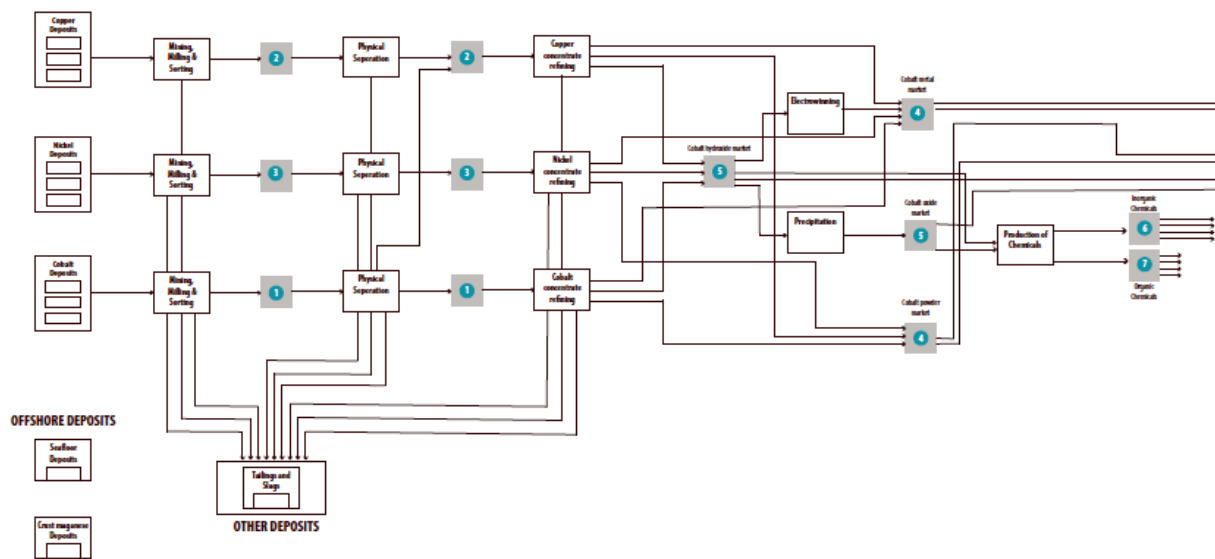 Copper
Deposits
Mining,
Milling &
Sorting
2
Physical
Seperation
2
Copper
concentrate
refining
Cobalt metal
market
4
Electrowinning
Nickel
Deposits
Mining,
Milling &
Sorting
3
Physical
Seperation
3
Nickel
concentrate
refining
Cobalt hydroxide market
5
Precipitation
Cobalt oxide
market
5
Production of
Chemicals
Inorganic
Chemicals
6
7
Organic
Chemicals
Cobalt
Deposits
Mining,
Milling &
Sorting
1
Physical
Seperation
1
Cobalt
concentrate
refining
Cobalt powder
market
4
OFFSHORE DEPOSITS
Seafloor
Deposits
Tailings and
Slags
OTHER DEPOSITS
Crust maganese
Deposits